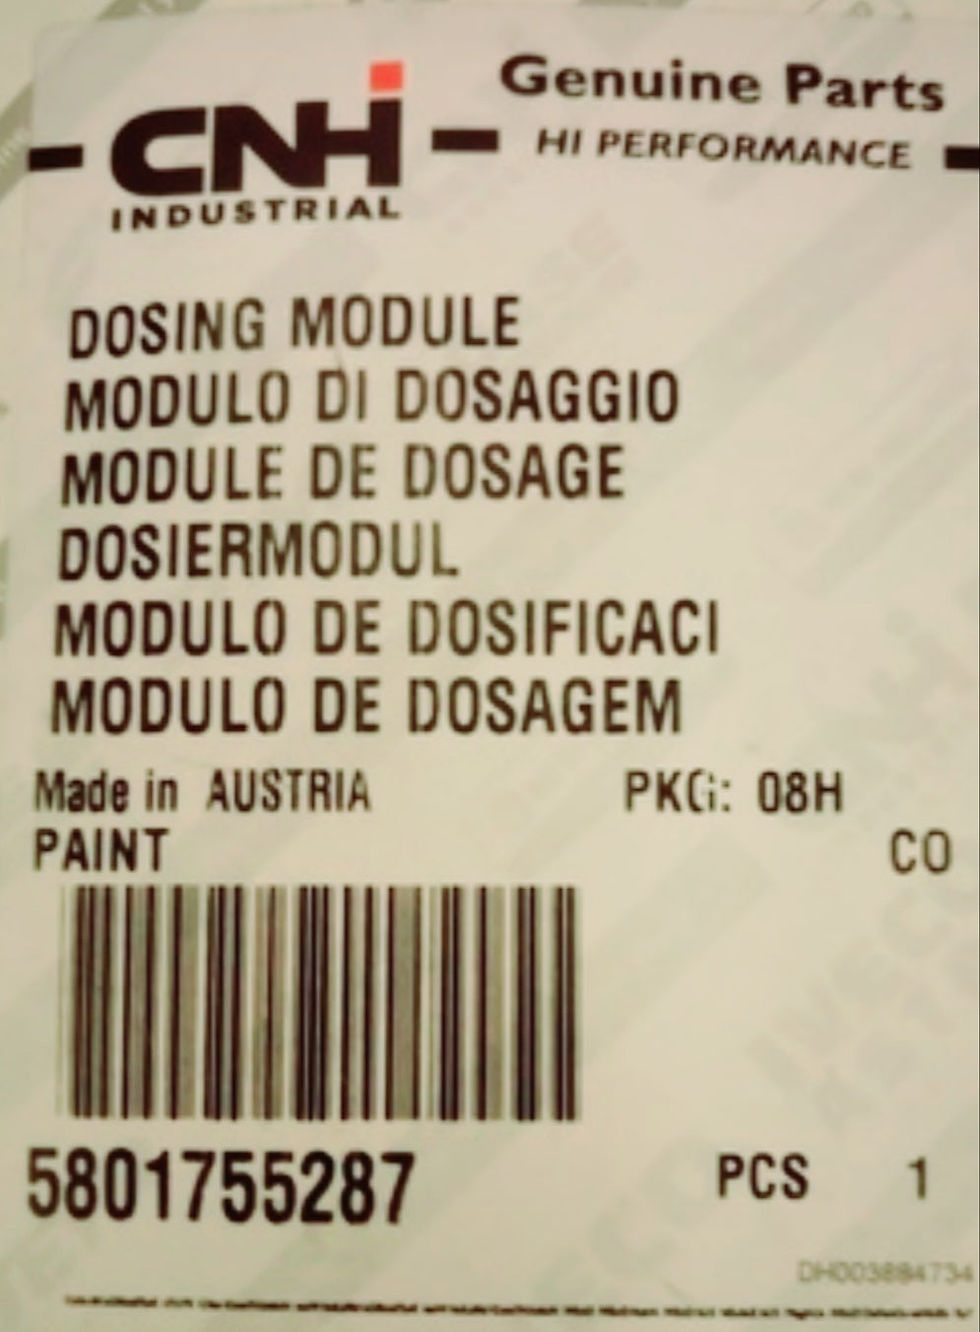 CNH
INDUSTRIAL
Genuine Parts
HI PERFORMANCE
DOSING MODULE
MODULO DI DOSAGGIO
MODULE DE DOSAGE
DOSIERMODUL
MODULO DE DOSIFICACI
MODULO DE DOSAGEM
Made in AUSTRIA PKG: 08H
PAINT CO
5801755287 PCS 1
DH003884734